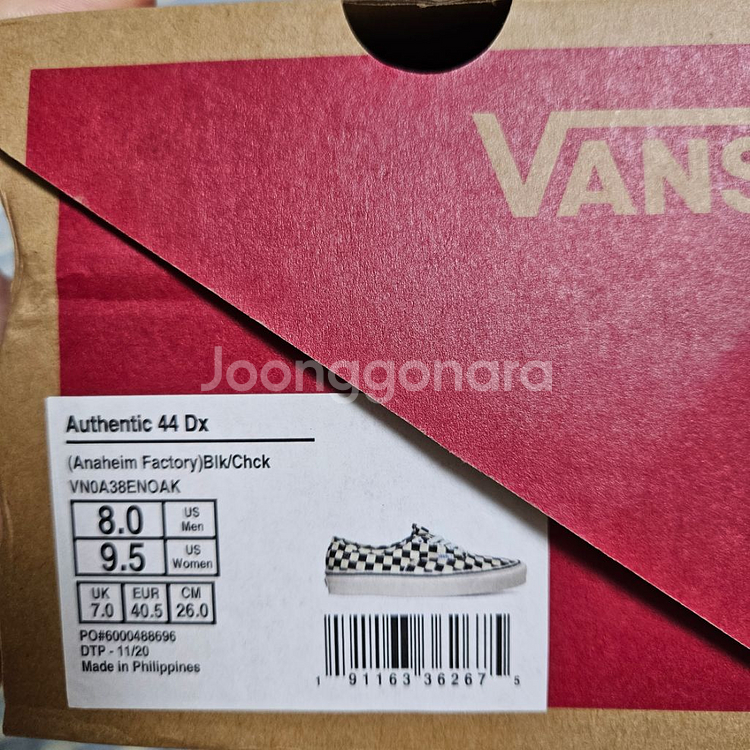 VANS
Joonggonara
Authentic 44 Dx
(Anaheim Factory)Blk/Chck
VN0A38ENOAK
8.0 US Men
9.5 US Women
UK EUR CM
7.0 40.5 26.0
PO#6000488696
DTP - 11/20
Made in Philippines
1 91163 36267 5